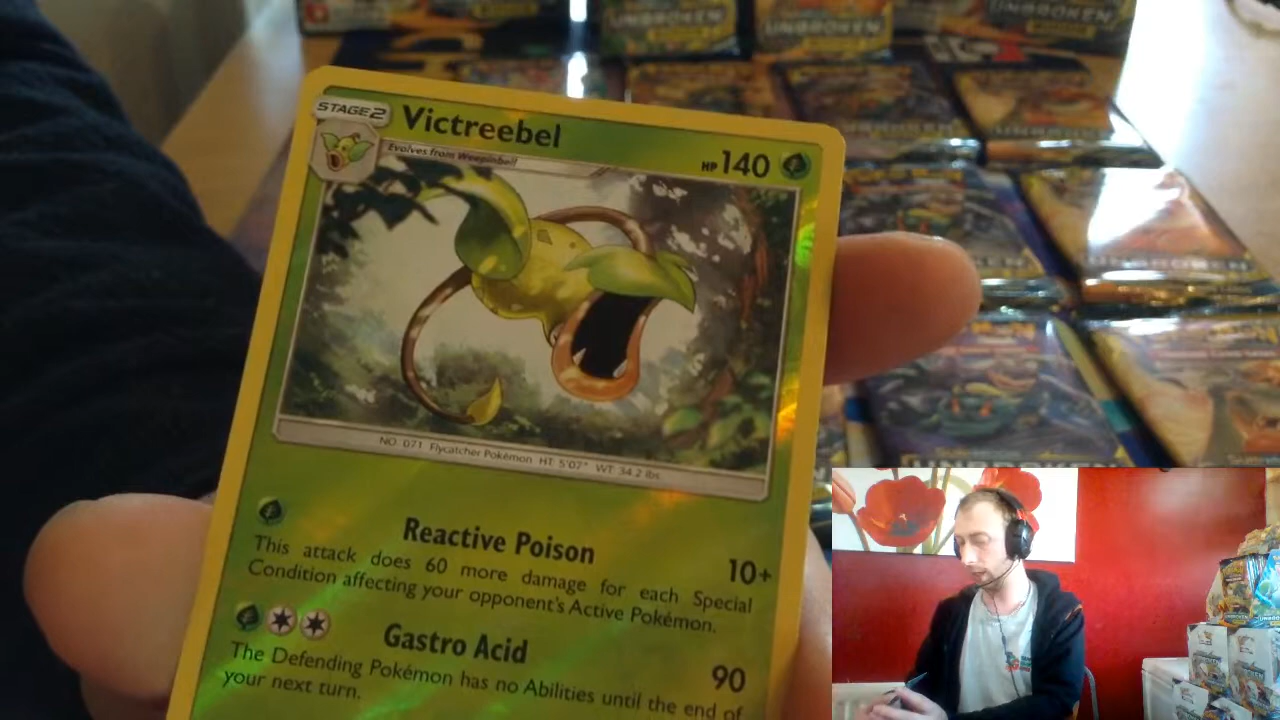 UNBROKEN
UNBROKEN
UNBROKEN
STAGE 2
Victreebel
Evolves from Weepinbell
HP 140
NO. 071 Flycatcher Pokémon HT: 5'07" WT: 34.2 lbs.
Reactive Poison 10+
This attack does 60 more damage for each Special
Condition affecting your opponent's Active Pokémon.
Gastro Acid 90
The Defending Pokémon has no Abilities until the end of
your next turn.